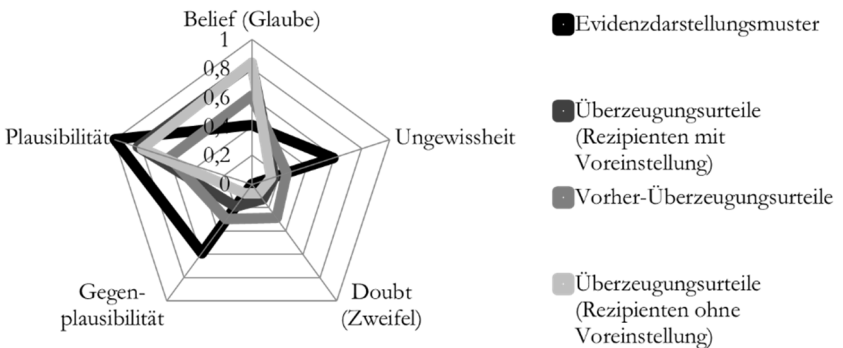 Belief (Glaube)
1
0,8
0,6
0,4
0,2
0
Plausibilität
Ungewissheit
Gegen-
plausibilität
Doubt
(Zweifel)
Evidenzdarstellungsmuster
Überzeugungsurteile
(Rezipienten mit
Voreinstellung)
Vorher-Überzeugungsurteile
Überzeugungsurteile
(Rezipienten ohne
Voreinstellung)